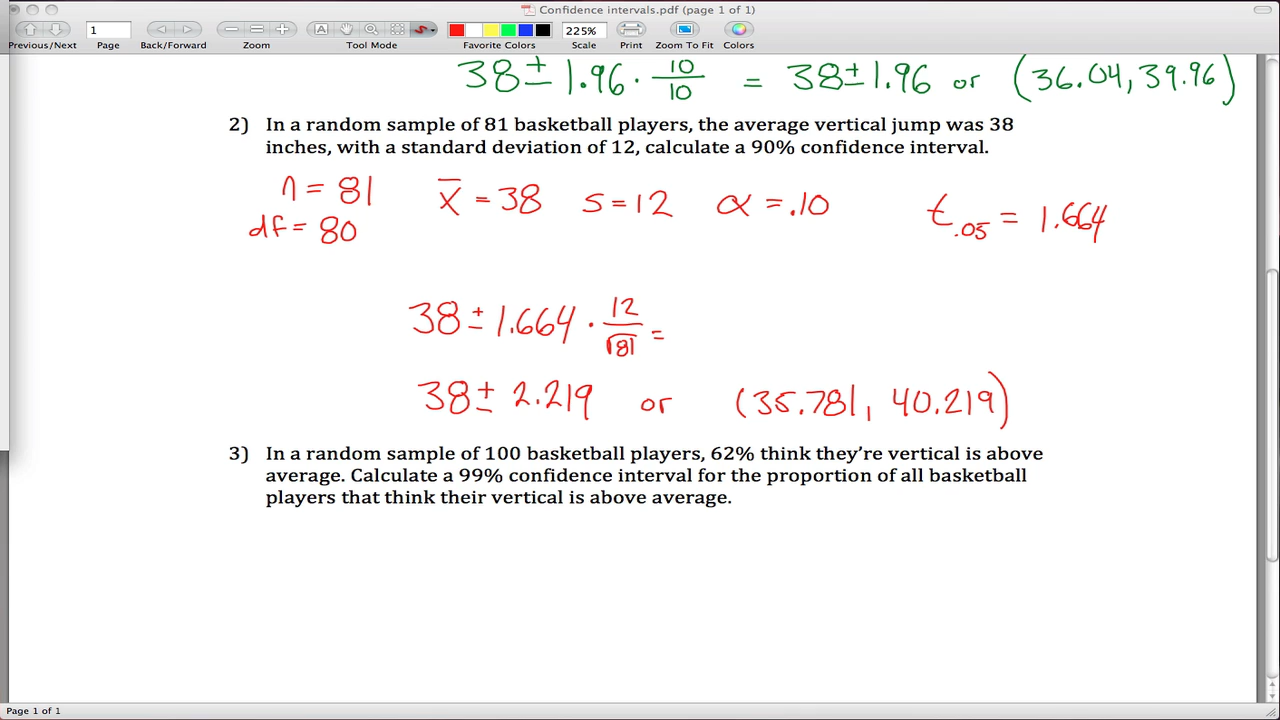 Confidence intervals.pdf (page 1 of 1)
1 225%
Previous/Next Page Back/Forward Zoom Tool Mode Favorite Colors Scale Print Zoom To Fit Colors
38 ± 1.96 · 10/10 = 38 ± 1.96 or (36.04, 39.96)
2) In a random sample of 81 basketball players, the average vertical jump was 38
inches, with a standard deviation of 12, calculate a 90% confidence interval.
n = 81 x̄ = 38 s = 12 α = .10 t.05 = 1.664
df = 80
38 ± 1.664 · 12/√81 =
38 ± 2.219 or (35.781, 40.219)
3) In a random sample of 100 basketball players, 62% think they’re vertical is above
average. Calculate a 99% confidence interval for the proportion of all basketball
players that think their vertical is above average.
Page 1 of 1